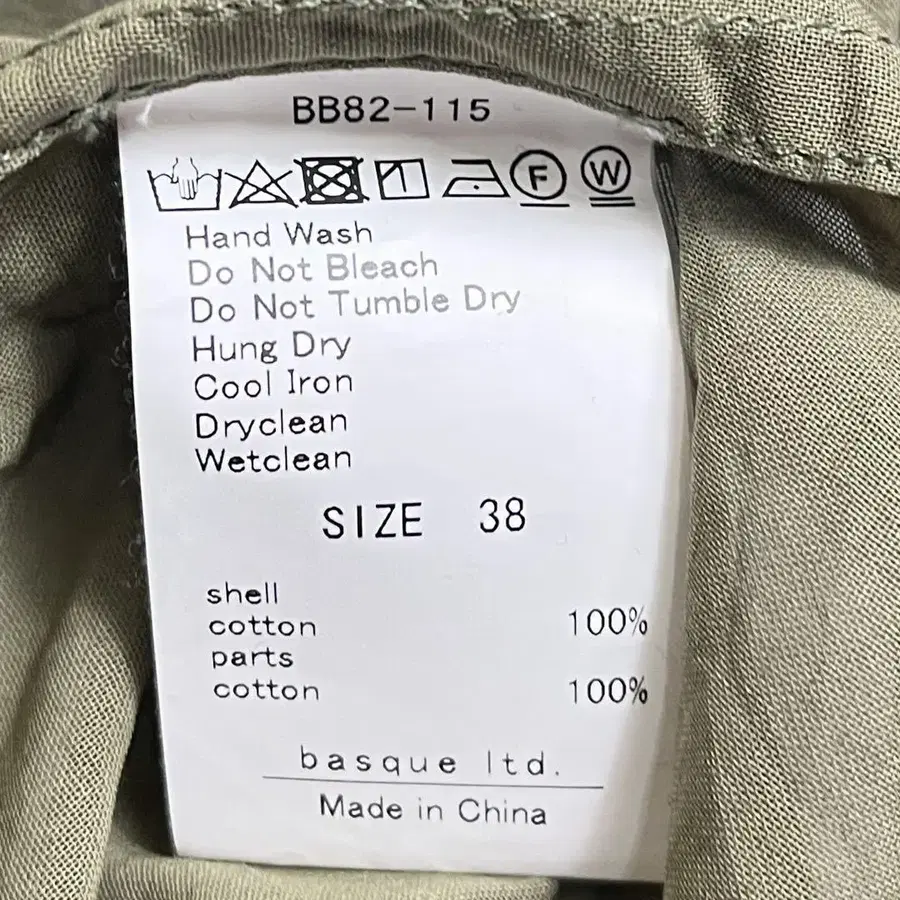 BB82-115
F W
Hand Wash
Do Not Bleach
Do Not Tumble Dry
Hung Dry
Cool Iron
Dryclean
Wetclean
SIZE 38
shell
cotton 100%
parts
cotton 100%
basque ltd.
Made in China